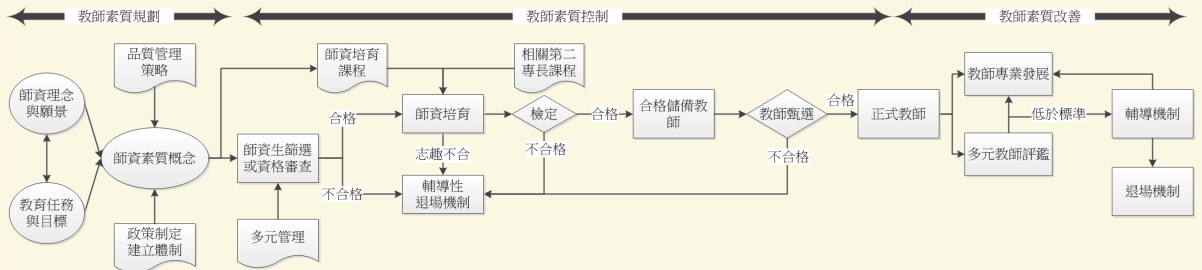 教師素質規劃
教師素質控制
教師素質改善
師資理念
與願景
教育任務
與目標
品質管理
策略
師資素質概念
政策制定
建立體制
師資培育
課程
相關第二
專長課程
師資生篩選
或資格審查
多元管理
合格
不合格
師資培育
志趣不合
輔導性
退場機制
檢定
合格
不合格
合格儲備教
師
教師甄選
合格
不合格
正式教師
教師專業發展
多元教師評鑑
低於標準
輔導機制
退場機制